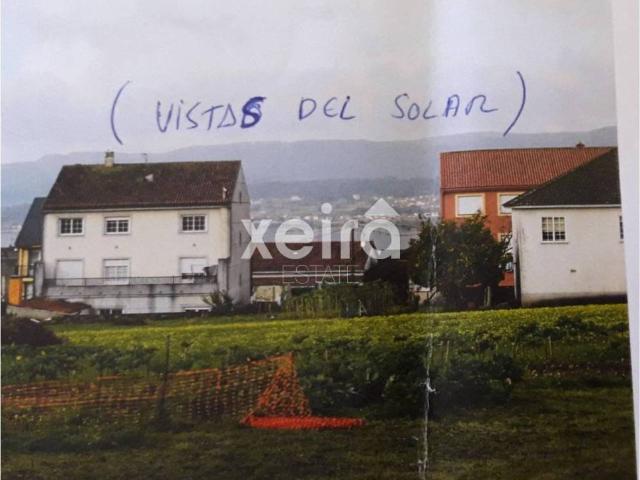 (VISTAS DEL SOLAR)
xeira
ESTATE